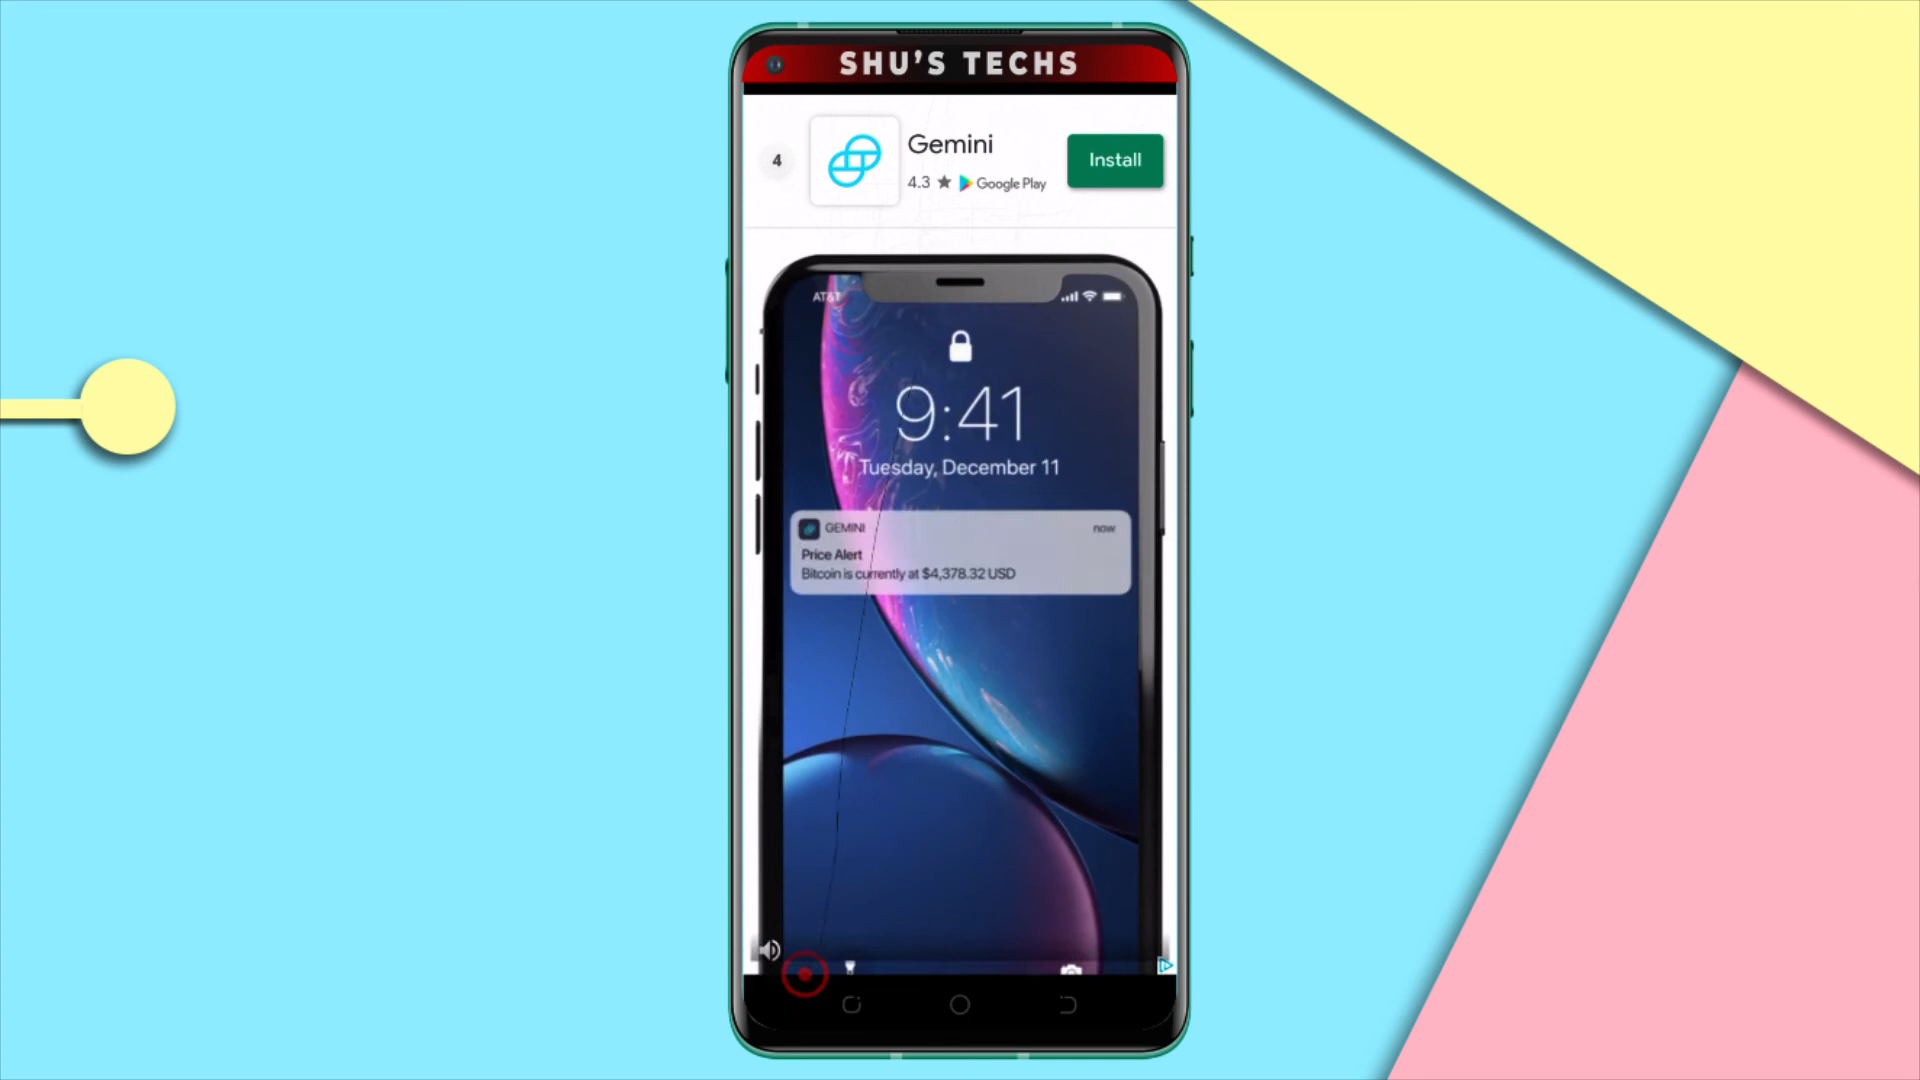 SHU'S TECHS
4
Gemini
Install
4.3 ★ Google Play
AT&T
9:41
Tuesday, December 11
GEMINI
now
Price Alert
Bitcoin is currently at $4,378.32 USD